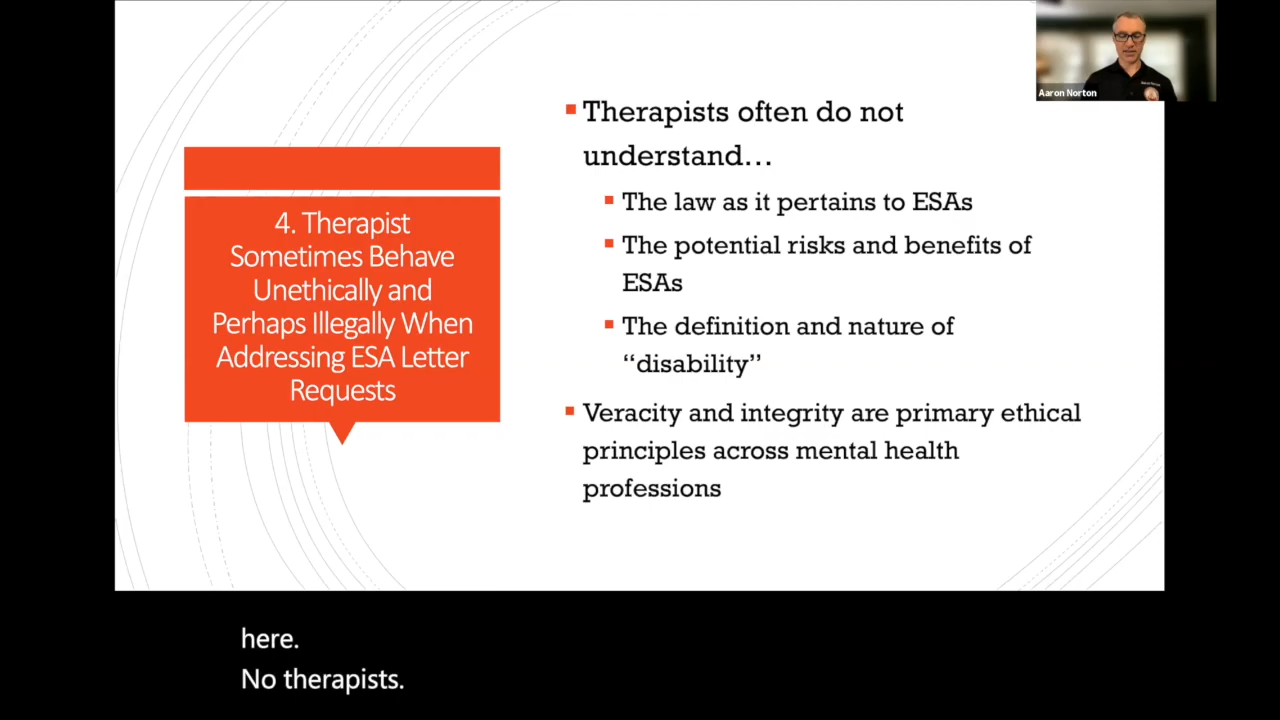 4. Therapist
Sometimes Behave
Unethically and
Perhaps Illegally When
Addressing ESA Letter
Requests
Therapists often do not
understand…
The law as it pertains to ESAs
The potential risks and benefits of
ESAs
The definition and nature of
“disability”
Veracity and integrity are primary ethical
principles across mental health
professions
Aaron Norton
here.
No therapists.